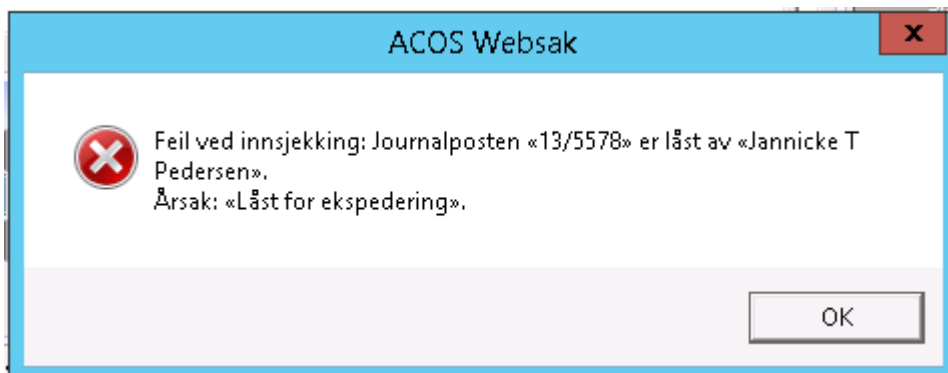 ACOS Websak
x
Feil ved innsjekking: Journalposten «13/5578» er låst av «Jannicke T
Pedersen».
Årsak: «Låst for ekspedering».
OK